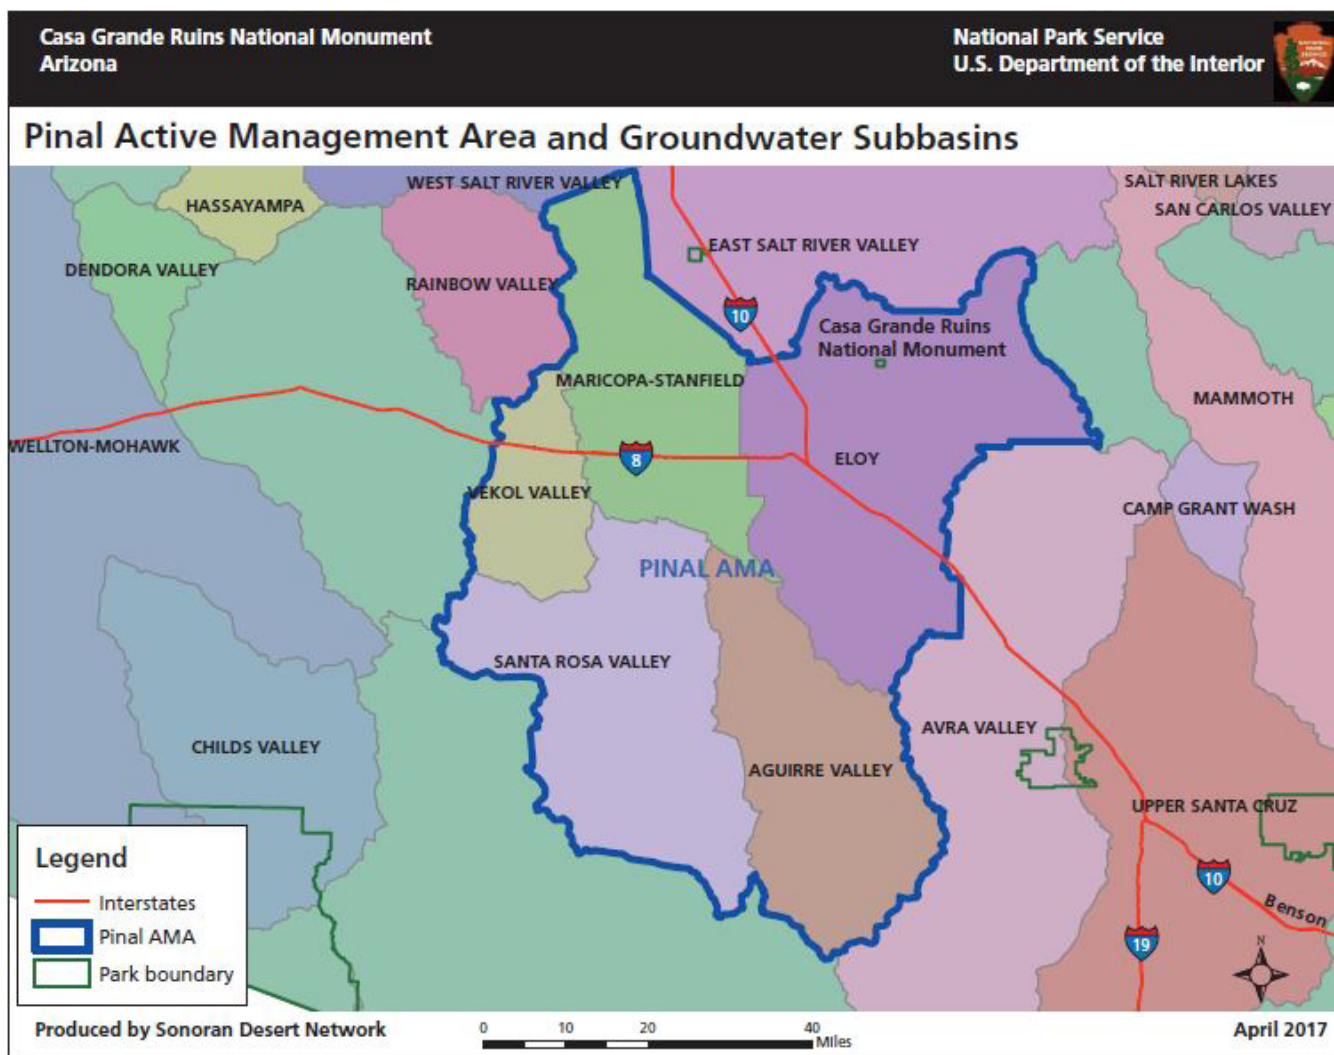 Casa Grande Ruins National Monument
Arizona
National Park Service
U.S. Department of the Interior
Pinal Active Management Area and Groundwater Subbasins
WEST SALT RIVER VALLEY
SALT RIVER LAKES
HASSAYAMPA
SAN CARLOS VALLEY
EAST SALT RIVER VALLEY
DENDORA VALLEY
RAINBOW VALLEY
10
Casa Grande Ruins
National Monument
MARICOPA-STANFIELD
MAMMOTH
WELLTON-MOHAWK
8
ELOY
VEKOL VALLEY
CAMP GRANT WASH
PINAL AMA
SANTA ROSA VALLEY
AVRA VALLEY
CHILDS VALLEY
AGUIRRE VALLEY
UPPER SANTA CRUZ
10
Benson
19
N
Legend
Interstates
Pinal AMA
Park boundary
Produced by Sonoran Desert Network
0 10 20 40
Miles
April 2017